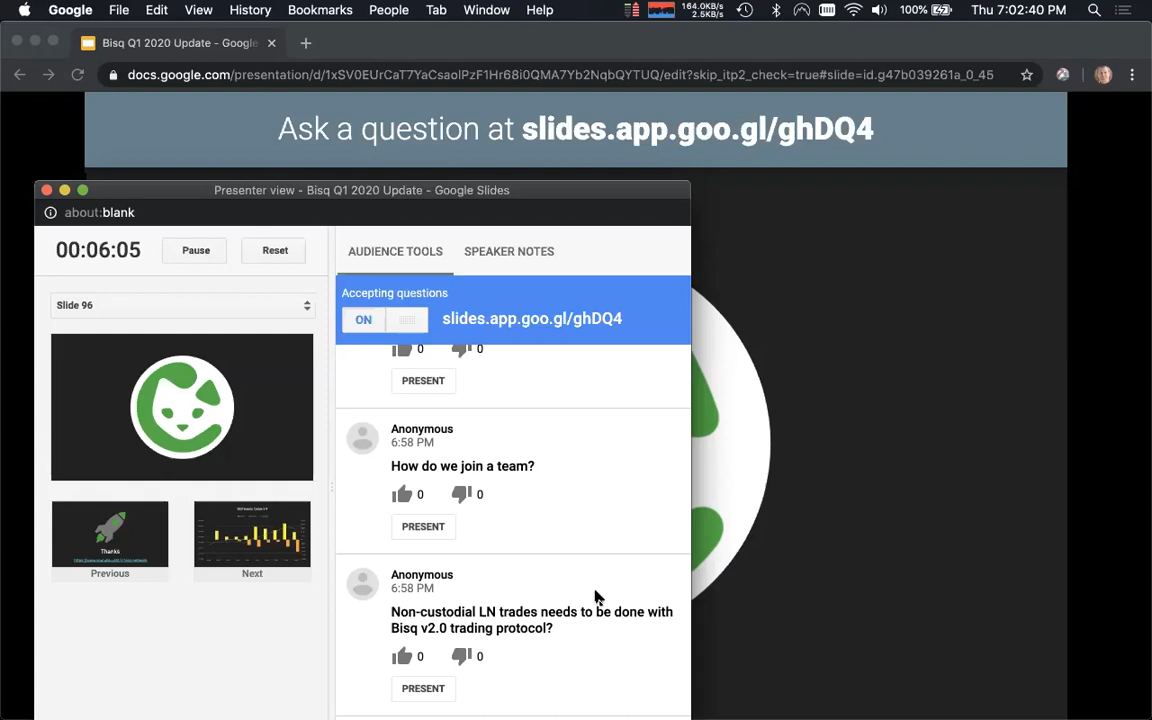 Google File Edit View History Bookmarks People Tab Window Help 164.0KB/s 2.5KB/s 100% Thu 7:02:40 PM
Bisq Q1 2020 Update - Google
docs.google.com/presentation/d/1xSV0EUrCaT7YaCsaolPzF1Hr68i0QMA7Yb2NqbQYTUQ/edit?skip_itp2_check=true#slide=id.g47b039261a_0_45
Ask a question at slides.app.goo.gl/ghDQ4
Presenter view - Bisq Q1 2020 Update - Google Slides
about:blank
00:06:05 Pause Reset
AUDIENCE TOOLS SPEAKER NOTES
Accepting questions
ON slides.app.goo.gl/ghDQ4
Slide 96
Thanks
Previous Next
0 0
PRESENT
Anonymous
6:58 PM
How do we join a team?
0 0
PRESENT
Anonymous
6:58 PM
Non-custodial LN trades needs to be done with
Bisq v2.0 trading protocol?
0 0
PRESENT